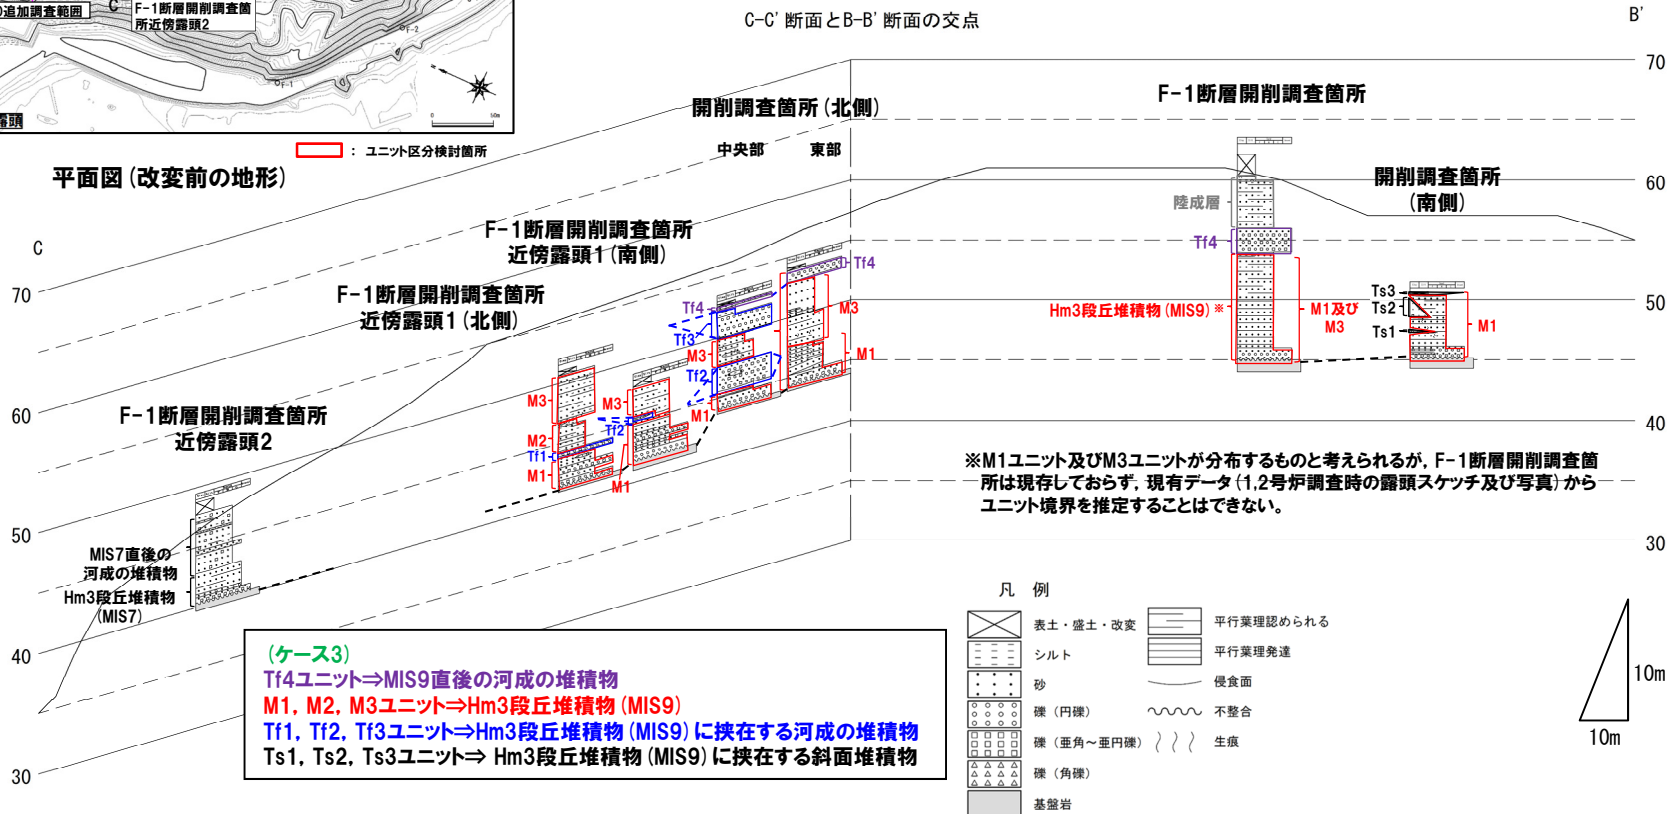 追加調査範囲
C
F-1断層開削調査箇
所近傍露頭2
F-2
F-1
露頭
50m
：ユニット区分検討箇所
平面図(改変前の地形)
C-C'断面とB-B'断面の交点
B'
70
60
50
40
30
F-1断層開削調査箇所
開削調査箇所(北側)
中央部
東部
開削調査箇所
(南側)
陸成層
Tf4
Hm3段丘堆積物(MIS9)※
M1及び
M3
Ts3
Ts2
Ts1
M1
F-1断層開削調査箇所
近傍露頭1(南側)
F-1断層開削調査箇所
近傍露頭1(北側)
F-1断層開削調査箇所
近傍露頭2
C
70
60
50
40
30
Tf4
M3
M1
Tf4
Tf3
M3
Tf2
M1
M3
Tf2
M1
M3
M2
Tf1
M1
MIS7直後の
河成の堆積物
Hm3段丘堆積物
(MIS7)
※M1ユニット及びM3ユニットが分布するものと考えられるが，F-1断層開削調査箇
所は現存しておらず，現有データ(1,2号炉調査時の露頭スケッチ及び写真)から
ユニット境界を推定することはできない。
(ケース3)
Tf4ユニット⇒MIS9直後の河成の堆積物
M1, M2, M3ユニット⇒Hm3段丘堆積物(MIS9)
Tf1, Tf2, Tf3ユニット⇒Hm3段丘堆積物(MIS9)に挟在する河成の堆積物
Ts1, Ts2, Ts3ユニット⇒ Hm3段丘堆積物(MIS9)に挟在する斜面堆積物
凡 例
表土・盛土・改変
シルト
砂
礫（円礫）
礫（亜角～亜円礫）
礫（角礫）
基盤岩
平行葉理認められる
平行葉理発達
侵食面
不整合
生痕
10m
10m